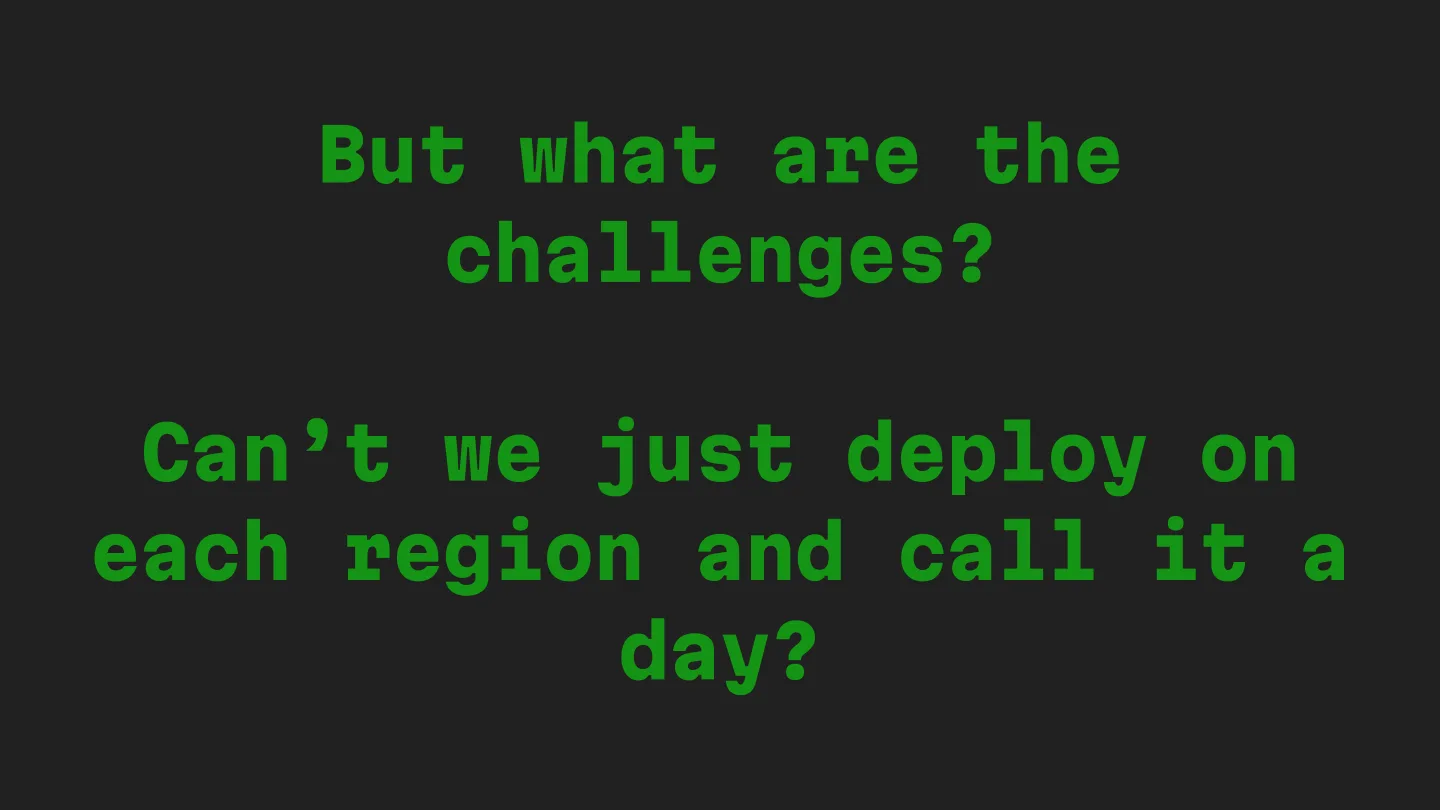 But what are the
challenges?
Can’t we just deploy on
each region and call it a
day?